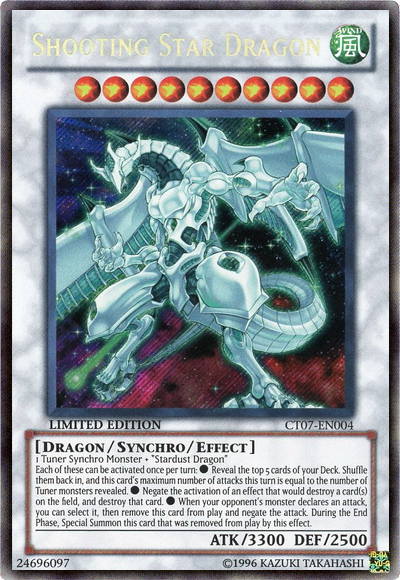 Shooting Star Dragon
WIND
風
LIMITED EDITION
CT07-EN004
[Dragon/Synchro/Effect]
1 Tuner Synchro Monster + "Stardust Dragon"
Each of these can be activated once per turn: ● Reveal the top 5 cards of your Deck. Shuffle
them back in, and this card's maximum number of attacks this turn is equal to the number of
Tuner monsters revealed. ● Negate the activation of an effect that would destroy a card(s)
on the field, and destroy that card. ● When your opponent's monster declares an attack,
you can select it, then remove this card from play and negate the attack. During the End
Phase, Special Summon this card that was removed from play by this effect.
ATK/3300 DEF/2500
24696097
©1996 KAZUKI TAKAHASHI